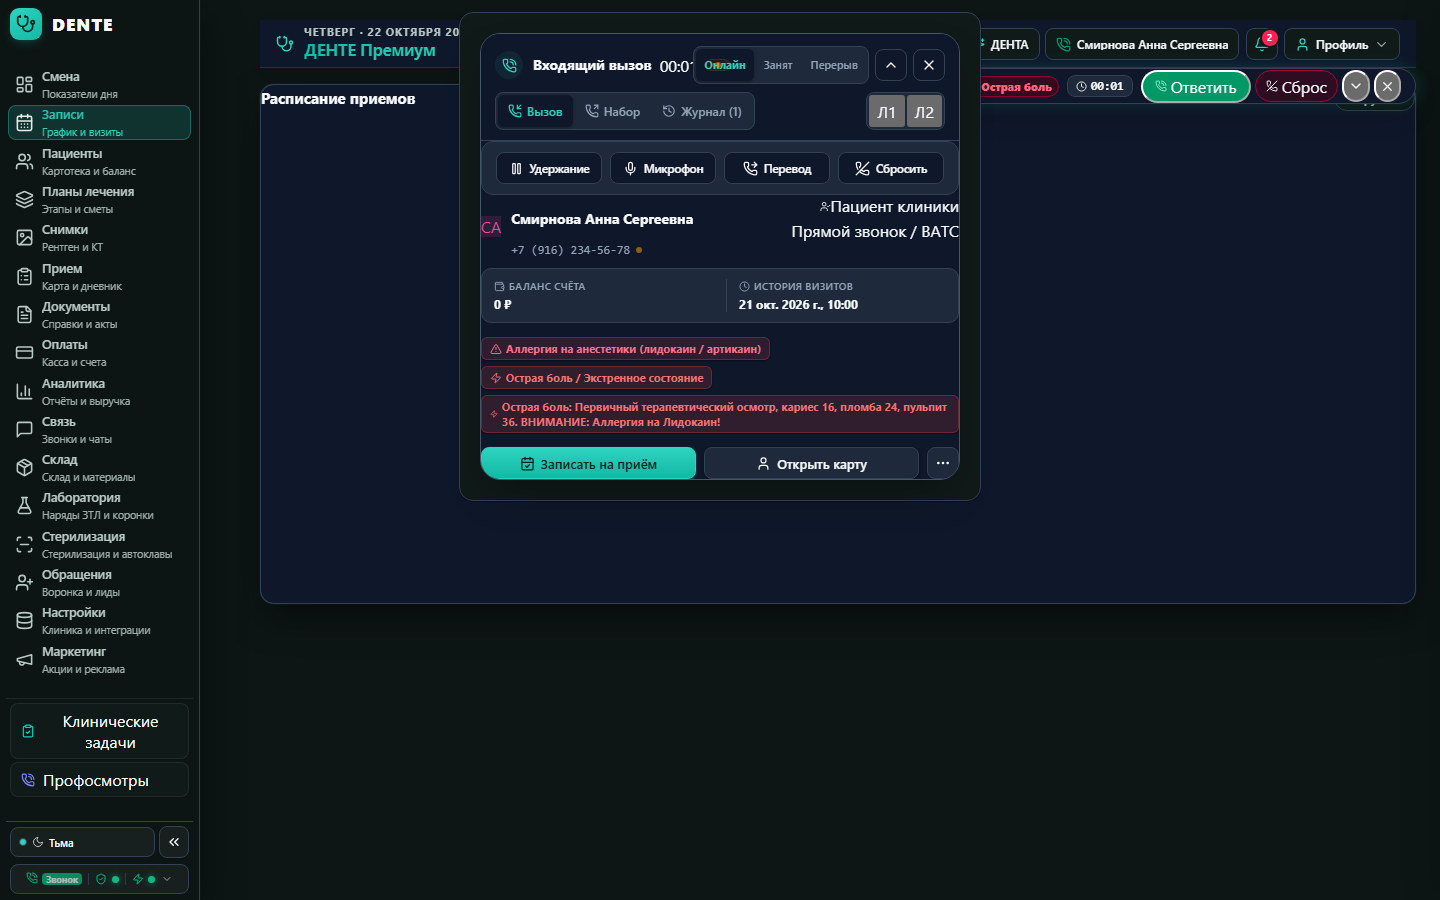 DENTE
Смена
Показатели дня
Записи
График и визиты
Пациенты
Картотека и баланс
Планы лечения
Этапы и сметы
Снимки
Рентген и КТ
Прием
Карта и дневник
Документы
Справки и акты
Оплаты
Касса и счета
Аналитика
Отчёты и выручка
Связь
Звонки и чаты
Склад
Склад и материалы
Лаборатория
Наряды ЗТЛ и коронки
Стерилизация
Стерилизация и автоклавы
Обращения
Воронка и лиды
Настройки
Клиника и интеграции
Маркетинг
Акции и реклама
Клинические
задачи
Профосмотры
Тьма
Звонок
ЧЕТВЕРГ · 22 ОКТЯБРЯ 20
ДЕНТЕ Премиум
Расписание приемов
ДЕНТА
Смирнова Анна Сергеевна
2
Профиль
Острая боль
00:01
Ответить
Сброс
Входящий вызов 00:01
Онлайн
Занят
Перерыв
Вызов
Набор
Журнал (1)
Л1
Л2
Удержание
Микрофон
Перевод
Сбросить
СА
Смирнова Анна Сергеевна
+7 (916) 234-56-78
Пациент клиники
Прямой звонок / ВАТС
БАЛАНС СЧЁТА
0 ₽
ИСТОРИЯ ВИЗИТОВ
21 окт. 2026 г., 10:00
Аллергия на анестетики (лидокаин / артикаин)
Острая боль / Экстренное состояние
Острая боль: Первичный терапевтический осмотр, кариес 16, пломба 24, пульпит
36. ВНИМАНИЕ: Аллергия на Лидокаин!
Записать на приём
Открыть карту